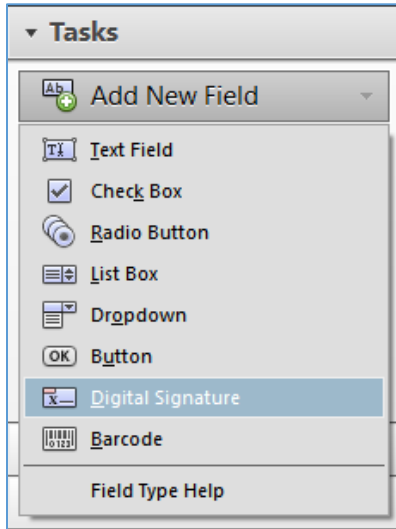 Tasks
Add New Field
Text Field
Check Box
Radio Button
List Box
Dropdown
OK Button
Digital Signature
Barcode
Field Type Help